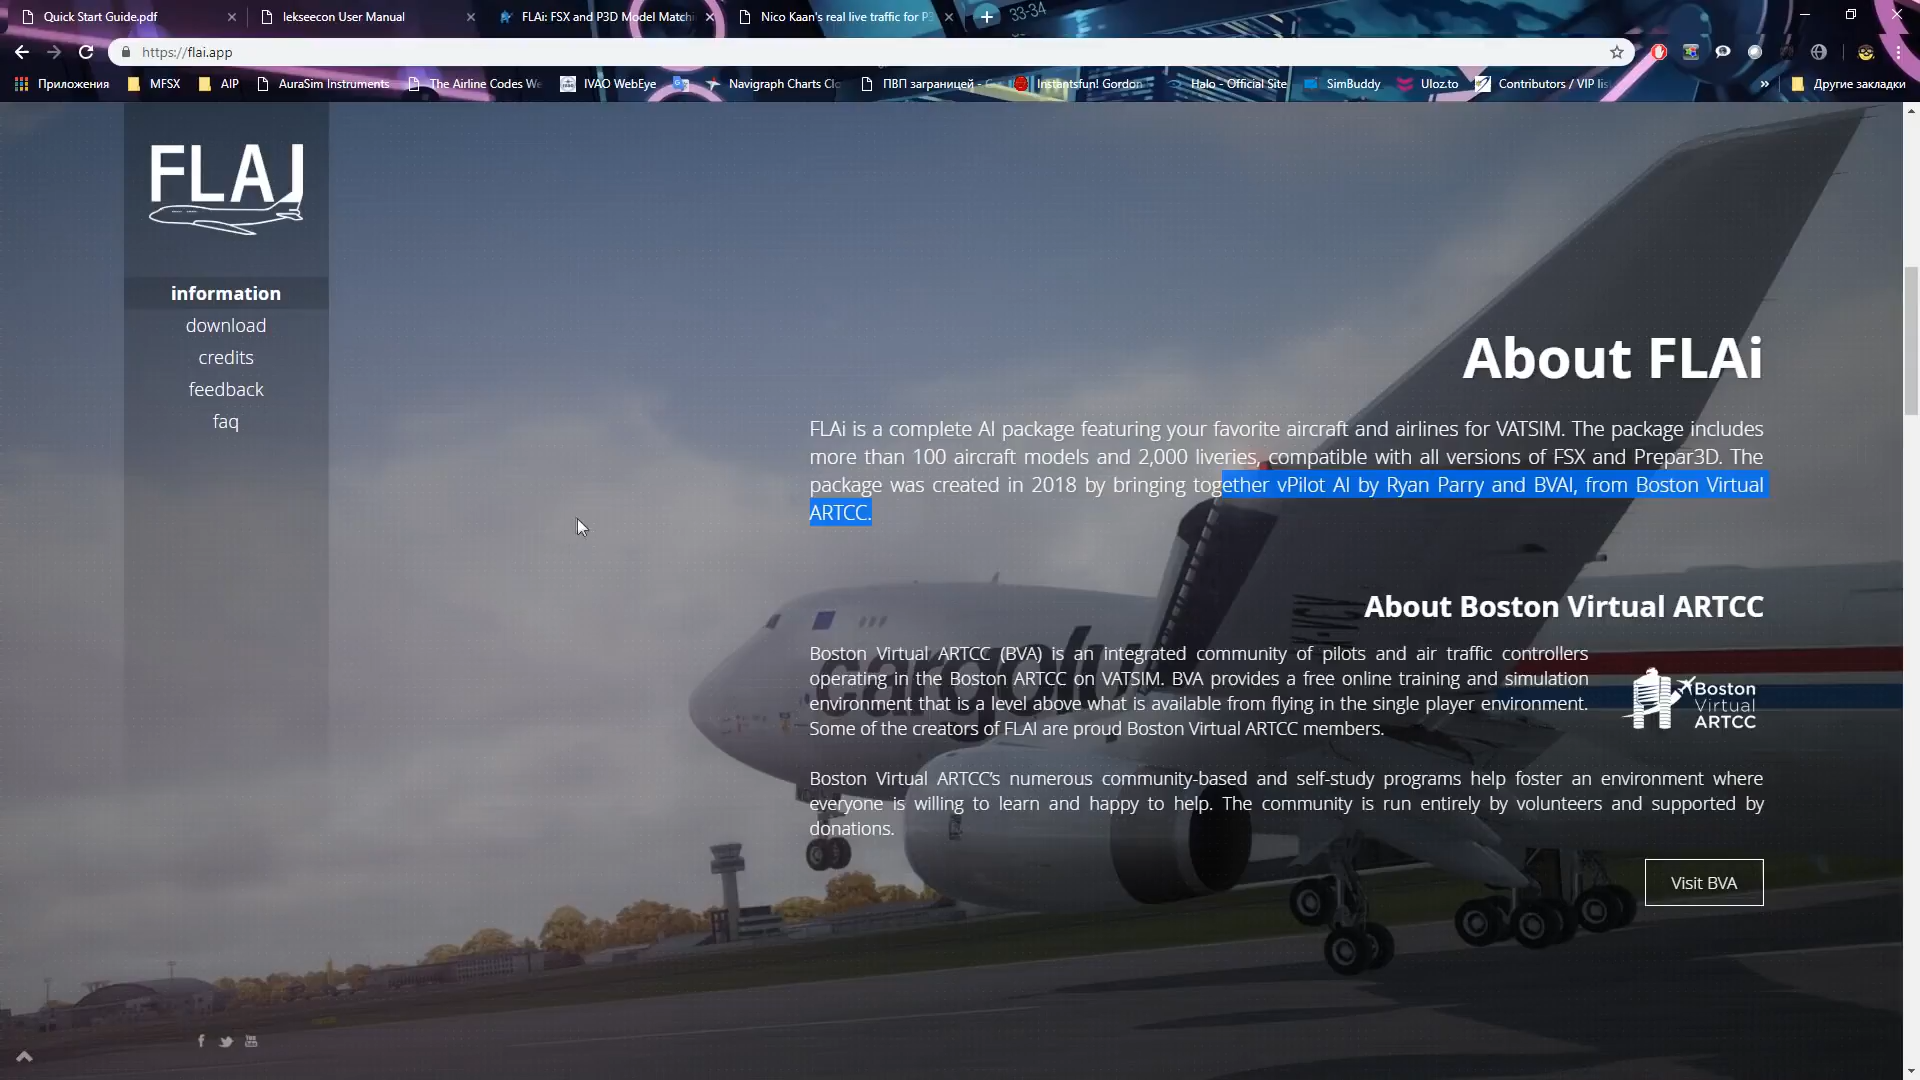 Quick Start Guide.pdf
lekseecon User Manual
FLAi: FSX and P3D Model Matchi
Nico Kaan's real live traffic for P3
33-34
https://flai.app
Приложения
MFSX
AIP
AuraSim Instruments
The Airline Codes We
IVAO WebEye
Navigraph Charts Clo
ПВП заграницей -
Instantsfun! Gordon
Halo - Official Site
SimBuddy
Uloz.to
Contributors / VIP lis
»
Другие закладки
FLAI
information
download
credits
feedback
faq
About FLAi
FLAi is a complete AI package featuring your favorite aircraft and airlines for VATSIM. The package includes
more than 100 aircraft models and 2,000 liveries, compatible with all versions of FSX and Prepar3D. The
package was created in 2018 by bringing together vPilot AI by Ryan Parry and BVAI, from Boston Virtual
ARTCC.
About Boston Virtual ARTCC
Boston Virtual ARTCC (BVA) is an integrated community of pilots and air traffic controllers
operating in the Boston ARTCC on VATSIM. BVA provides a free online training and simulation
environment that is a level above what is available from flying in the single player environment.
Some of the creators of FLAI are proud Boston Virtual ARTCC members.
Boston
Virtual
ARTCC
Boston Virtual ARTCC's numerous community-based and self-study programs help foster an environment where
everyone is willing to learn and happy to help. The community is run entirely by volunteers and supported by
donations.
Visit BVA
cargolux